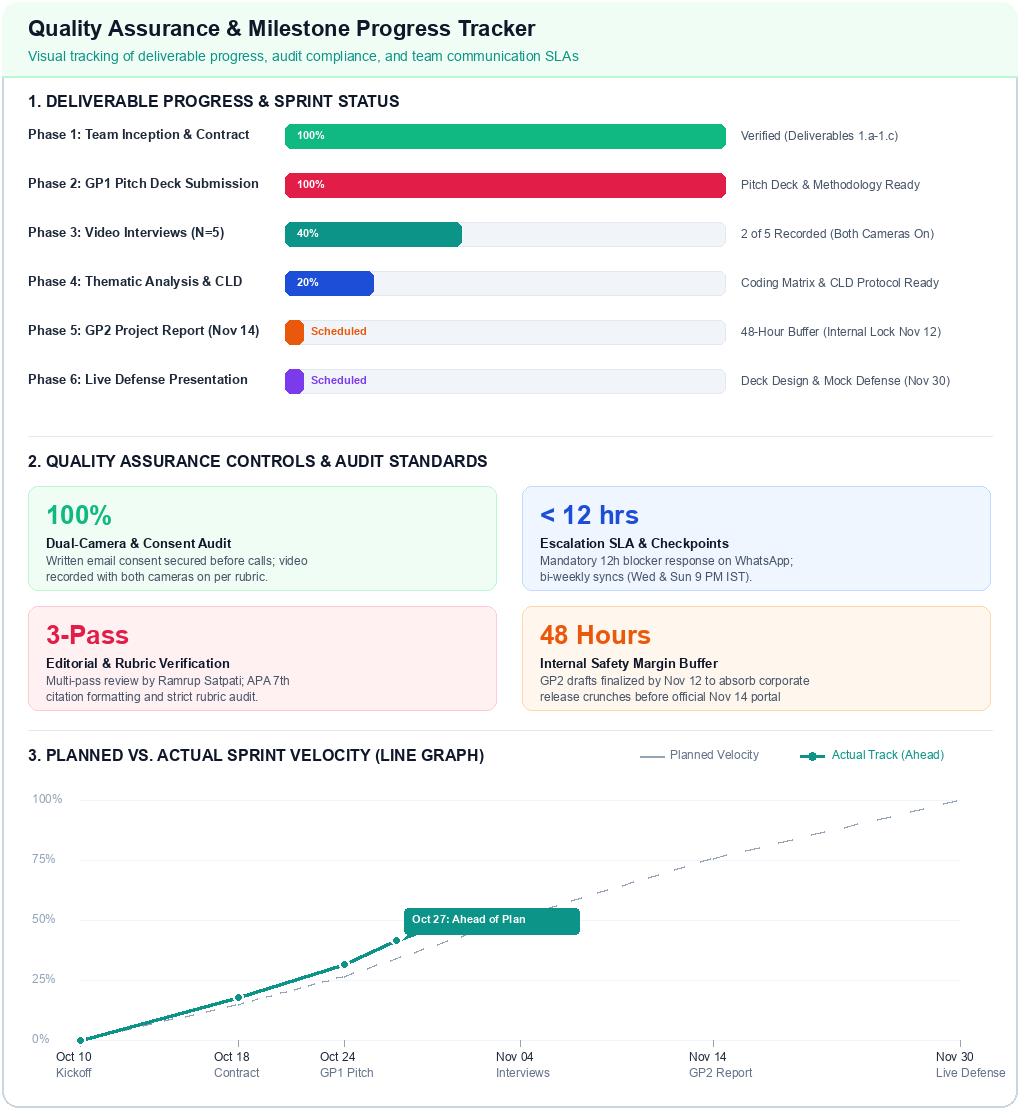 Quality Assurance & Milestone Progress Tracker
Visual tracking of deliverable progress, audit compliance, and team communication SLAs
1. DELIVERABLE PROGRESS & SPRINT STATUS
Phase 1: Team Inception & Contract
100%
Verified (Deliverables 1.a-1.c)
Phase 2: GP1 Pitch Deck Submission
100%
Pitch Deck & Methodology Ready
Phase 3: Video Interviews (N=5)
40%
2 of 5 Recorded (Both Cameras On)
Phase 4: Thematic Analysis & CLD
20%
Coding Matrix & CLD Protocol Ready
Phase 5: GP2 Project Report (Nov 14)
Scheduled
48-Hour Buffer (Internal Lock Nov 12)
Phase 6: Live Defense Presentation
Scheduled
Deck Design & Mock Defense (Nov 30)
2. QUALITY ASSURANCE CONTROLS & AUDIT STANDARDS
100%
Dual-Camera & Consent Audit
Written email consent secured before calls; video
recorded with both cameras on per rubric.
< 12 hrs
Escalation SLA & Checkpoints
Mandatory 12h blocker response on WhatsApp;
bi-weekly syncs (Wed & Sun 9 PM IST).
3-Pass
Editorial & Rubric Verification
Multi-pass review by Ramrup Satpati; APA 7th
citation formatting and strict rubric audit.
48 Hours
Internal Safety Margin Buffer
GP2 drafts finalized by Nov 12 to absorb corporate
release crunches before official Nov 14 portal
3. PLANNED VS. ACTUAL SPRINT VELOCITY (LINE GRAPH)
Planned Velocity
Actual Track (Ahead)
100%
75%
50%
25%
0%
Oct 27: Ahead of Plan
Oct 10
Kickoff
Oct 18
Contract
Oct 24
GP1 Pitch
Nov 04
Interviews
Nov 14
GP2 Report
Nov 30
Live Defense